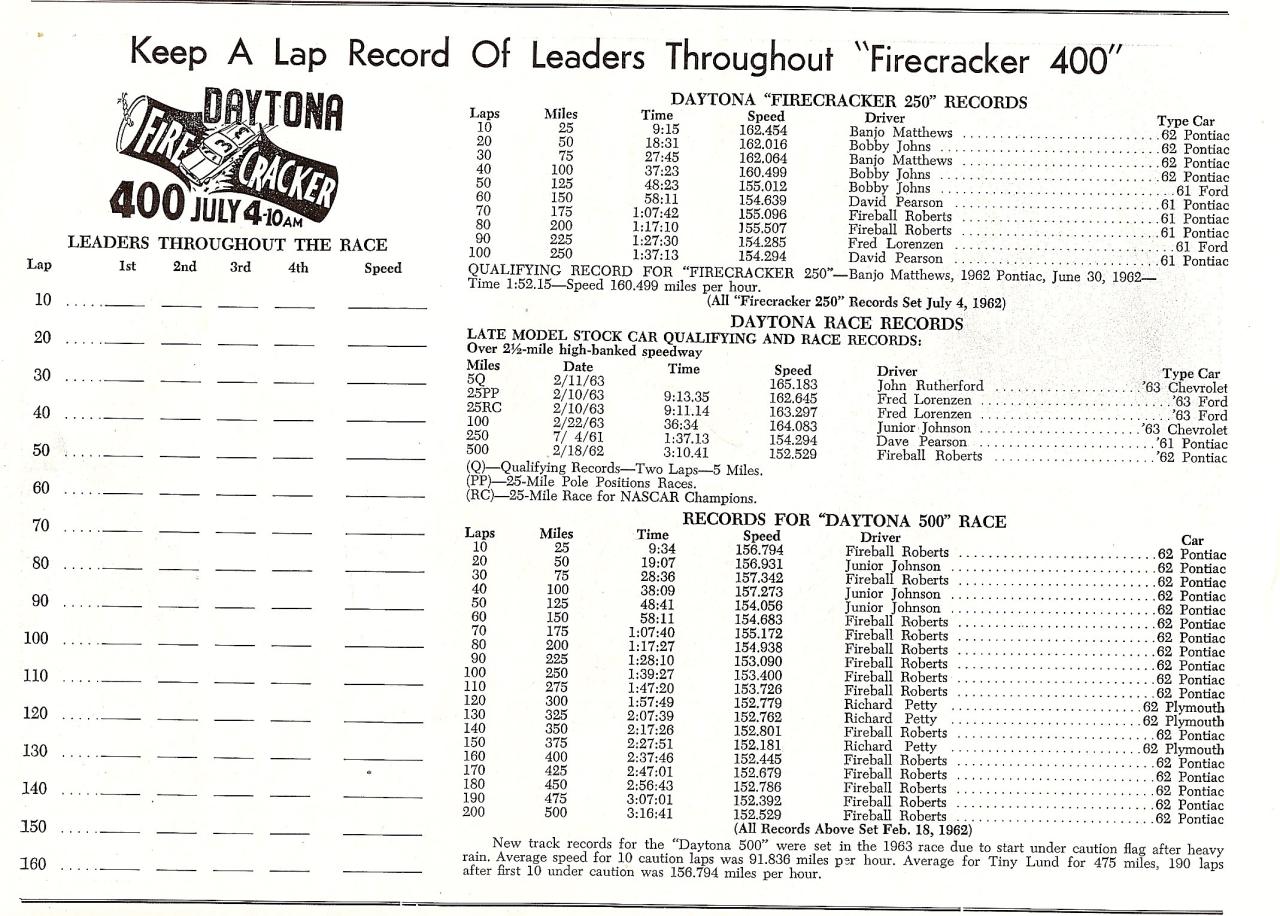 Keep A Lap Record Of Leaders Throughout "Firecracker 400"
DAYTONA
FIRE
CRACKER
400 JULY 4-10 AM
LEADERS THROUGHOUT THE RACE
Lap 1st 2nd 3rd 4th Speed
10
20
30
40
50
60
70
80
90
100
110
120
130
140
150
160
DAYTONA "FIRECRACKER 250" RECORDS
Laps Miles Time Speed Driver Type Car
10 25 9:15 162.454 Banjo Matthews 62 Pontiac
20 50 18:31 162.016 Bobby Johns 62 Pontiac
30 75 27:45 162.064 Banjo Matthews 62 Pontiac
40 100 37:23 160.499 Bobby Johns 62 Pontiac
50 125 48:23 155.012 Bobby Johns 61 Ford
60 150 58:11 154.639 David Pearson 61 Pontiac
70 175 1:07:42 155.096 Fireball Roberts 61 Pontiac
80 200 1:17:10 155.507 Fireball Roberts 61 Pontiac
90 225 1:27:30 154.285 Fred Lorenzen 61 Ford
100 250 1:37:13 154.294 David Pearson 61 Pontiac
QUALIFYING RECORD FOR "FIRECRACKER 250"—Banjo Matthews, 1962 Pontiac, June 30, 1962—
Time 1:52.15—Speed 160.499 miles per hour.
(All "Firecracker 250" Records Set July 4, 1962)
DAYTONA RACE RECORDS
LATE MODEL STOCK CAR QUALIFYING AND RACE RECORDS:
Over 2½-mile high-banked speedway
Miles Date Time Speed Driver Type Car
5Q 2/11/63 165.183 John Rutherford '63 Chevrolet
25PP 2/10/63 9:13.35 162.645 Fred Lorenzen '63 Ford
25RC 2/10/63 9:11.14 163.297 Fred Lorenzen '63 Ford
100 2/22/63 36:34 164.083 Junior Johnson '63 Chevrolet
250 7/ 4/61 1:37.13 154.294 Dave Pearson '61 Pontiac
500 2/18/62 3:10.41 152.529 Fireball Roberts '62 Pontiac
(Q)—Qualifying Records—Two Laps—5 Miles.
(PP)—25-Mile Pole Positions Races.
(RC)—25-Mile Race for NASCAR Champions.
RECORDS FOR "DAYTONA 500" RACE
Laps Miles Time Speed Driver Car
10 25 9:34 156.794 Fireball Roberts 62 Pontiac
20 50 19:07 156.931 Junior Johnson 62 Pontiac
30 75 28:36 157.342 Fireball Roberts 62 Pontiac
40 100 38:09 157.273 Junior Johnson 62 Pontiac
50 125 48:41 154.056 Junior Johnson 62 Pontiac
60 150 58:11 154.683 Fireball Roberts 62 Pontiac
70 175 1:07:40 155.172 Fireball Roberts 62 Pontiac
80 200 1:17:27 154.938 Fireball Roberts 62 Pontiac
90 225 1:28:10 153.090 Fireball Roberts 62 Pontiac
100 250 1:39:27 153.400 Fireball Roberts 62 Pontiac
110 275 1:47:20 153.726 Fireball Roberts 62 Pontiac
120 300 1:57:49 152.779 Richard Petty 62 Plymouth
130 325 2:07:39 152.762 Richard Petty 62 Plymouth
140 350 2:17:26 152.801 Fireball Roberts 62 Pontiac
150 375 2:27:51 152.181 Richard Petty 62 Plymouth
160 400 2:37:46 152.445 Fireball Roberts 62 Pontiac
170 425 2:47:01 152.679 Fireball Roberts 62 Pontiac
180 450 2:56:43 152.786 Fireball Roberts 62 Pontiac
190 475 3:07:01 152.392 Fireball Roberts 62 Pontiac
200 500 3:16:41 152.529 Fireball Roberts 62 Pontiac
(All Records Above Set Feb. 18, 1962)
New track records for the "Daytona 500" were set in the 1963 race due to start under caution flag after heavy
rain. Average speed for 10 caution laps was 91.836 miles per hour. Average for Tiny Lund for 475 miles, 190 laps
after first 10 under caution was 156.794 miles per hour.